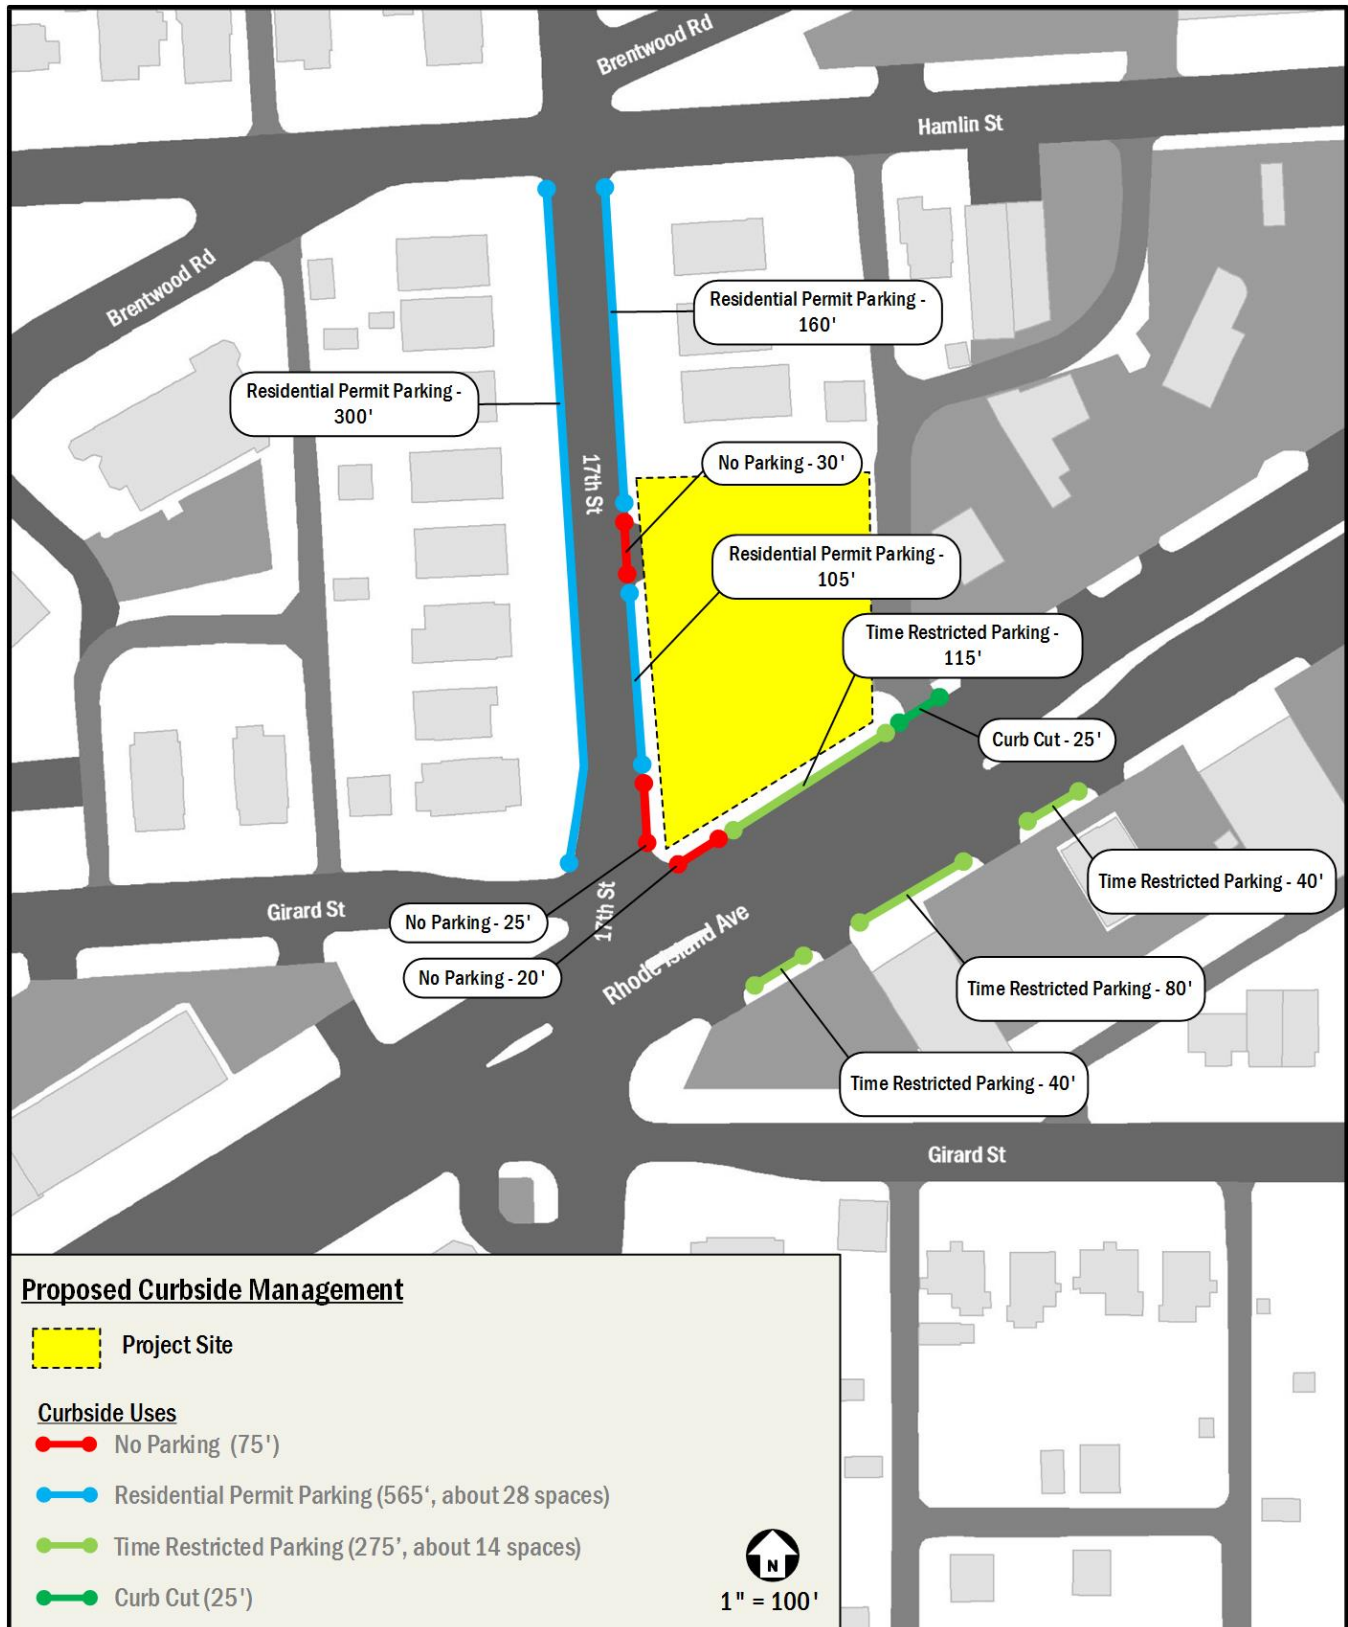 Brentwood Rd
Hamlin St
Brentwood Rd
Residential Permit Parking -
160'
Residential Permit Parking -
300'
17th St
No Parking - 30'
Residential Permit Parking -
105'
Time Restricted Parking -
115'
Curb Cut - 25'
Time Restricted Parking - 40'
Girard St
17th St
No Parking - 25'
Rhode Island Ave
No Parking - 20'
Time Restricted Parking - 80'
Time Restricted Parking - 40'
Girard St
Proposed Curbside Management
Project Site
Curbside Uses
No Parking (75')
Residential Permit Parking (565‘, about 28 spaces)
Time Restricted Parking (275’, about 14 spaces)
Curb Cut (25')
N
1" = 100'